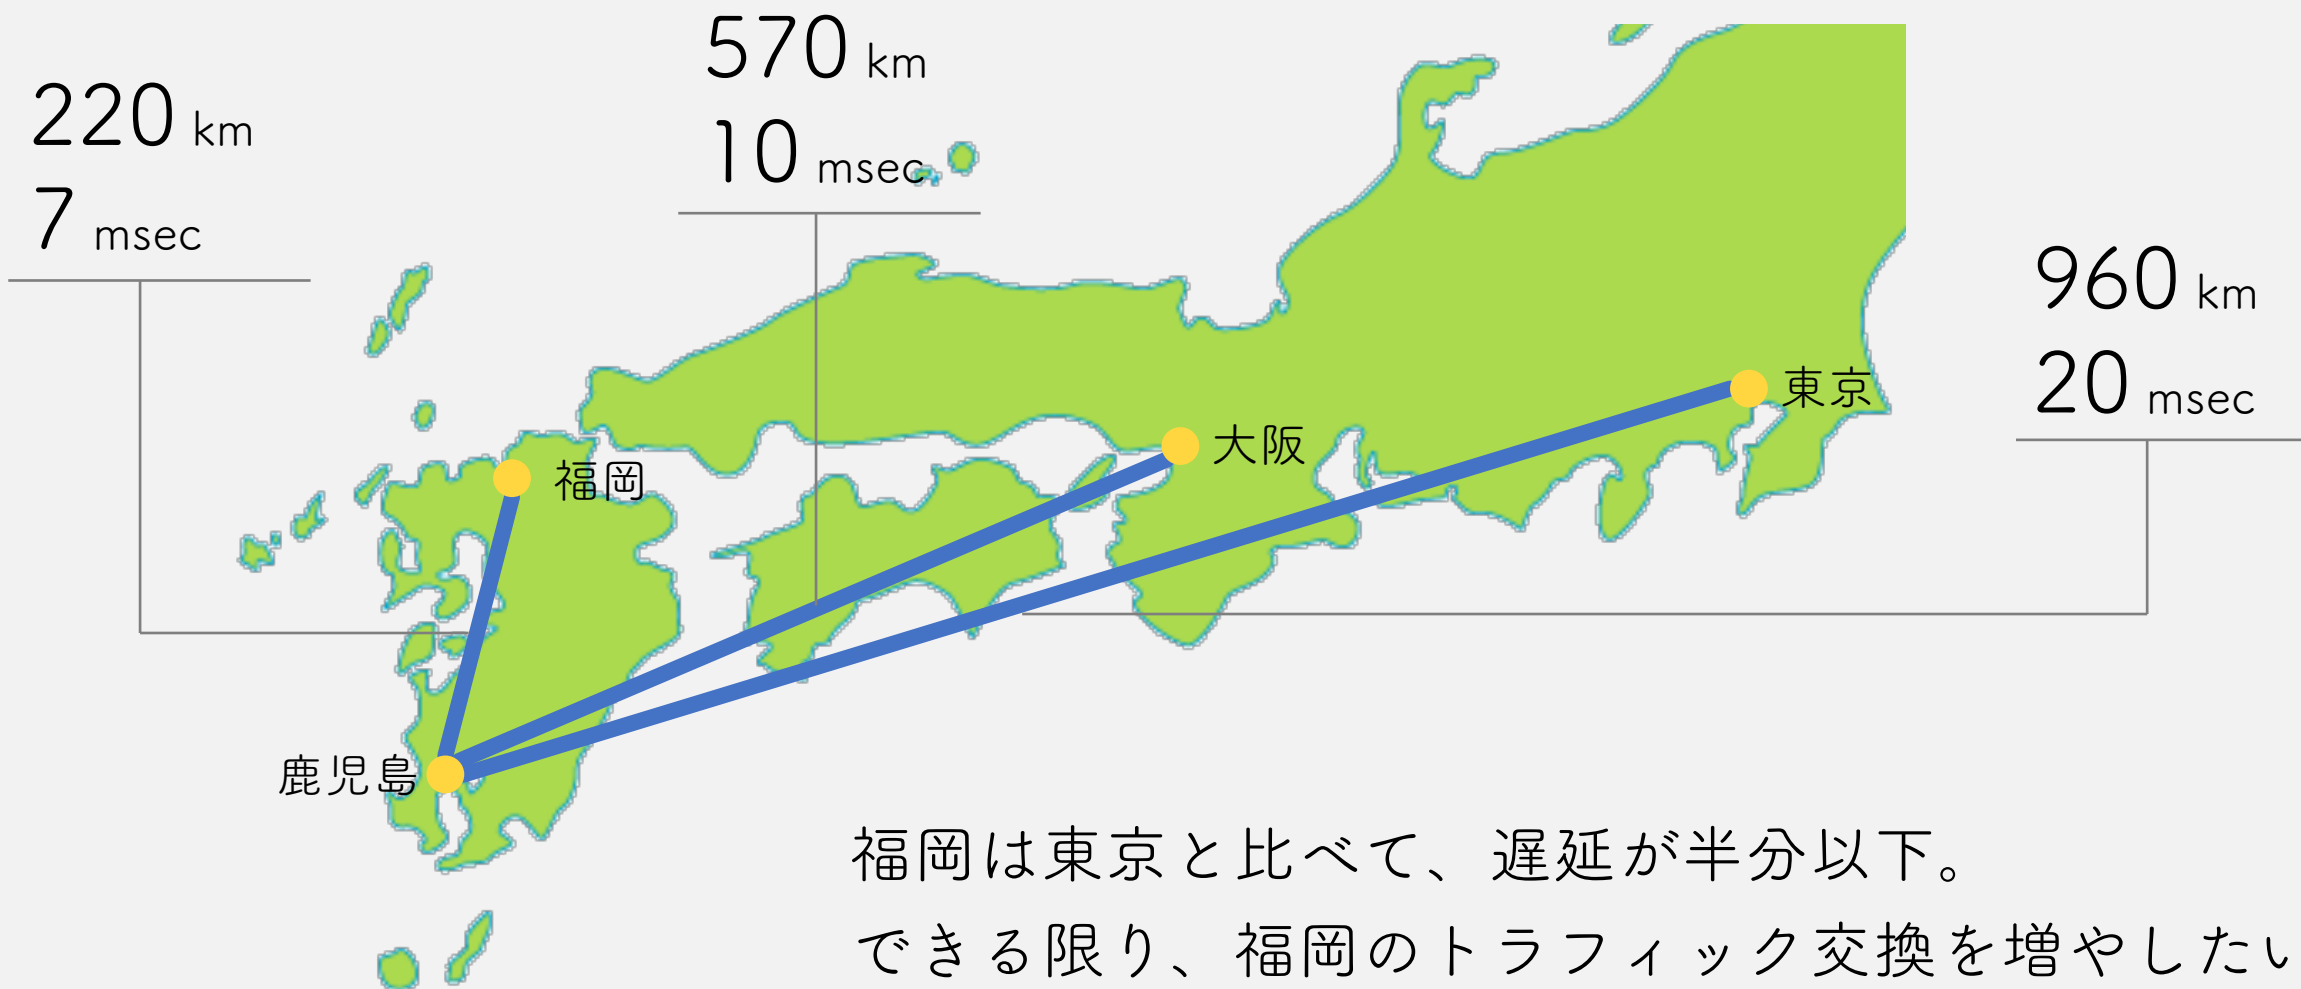 570 km
10 msec
220 km
7 msec
960 km
20 msec
東京
大阪
福岡
鹿児島
福岡は東京と比べて、遅延が半分以下。
できる限り、福岡のトラフィック交換を増やしたい